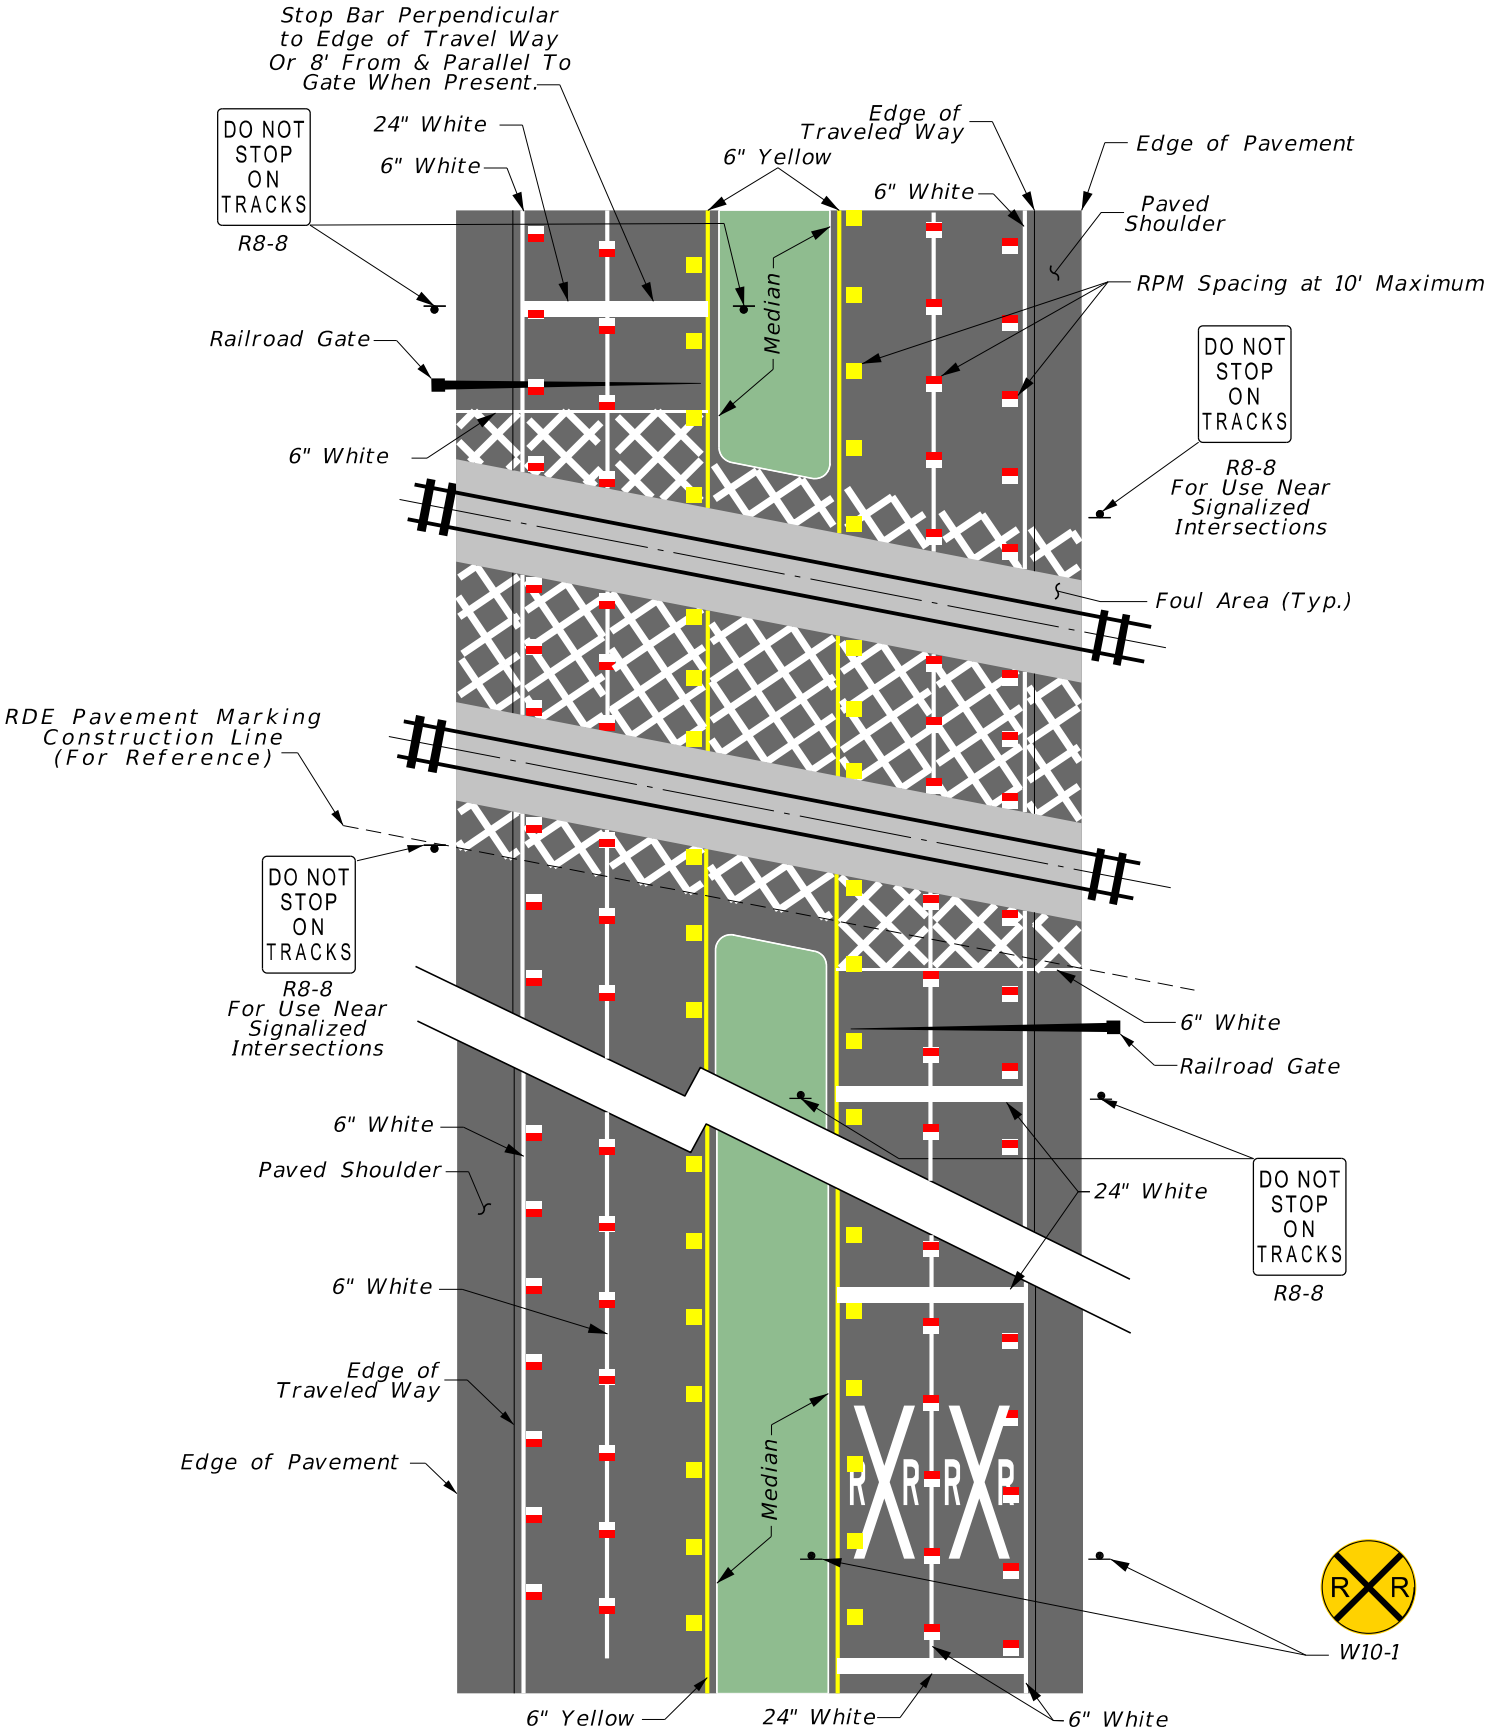 Stop Bar Perpendicular
to Edge of Travel Way
Or 8' From & Parallel To
Gate When Present.
24" White
6" White
DO NOT
STOP
ON
TRACKS
R8-8
Railroad Gate
6" White
6" Yellow
Median
Edge of
Traveled Way
6" White
Edge of Pavement
Paved
Shoulder
RPM Spacing at 10' Maximum
DO NOT
STOP
ON
TRACKS
R8-8
For Use Near
Signalized
Intersections
Foul Area (Typ.)
RDE Pavement Marking
Construction Line
(For Reference)
DO NOT
STOP
ON
TRACKS
R8-8
For Use Near
Signalized
Intersections
6" White
Railroad Gate
24" White
DO NOT
STOP
ON
TRACKS
R8-8
6" White
Paved Shoulder
6" White
Edge of
Traveled Way
Edge of Pavement
Median
R R R R
R R
W10-1
6" Yellow
24" White
6" White